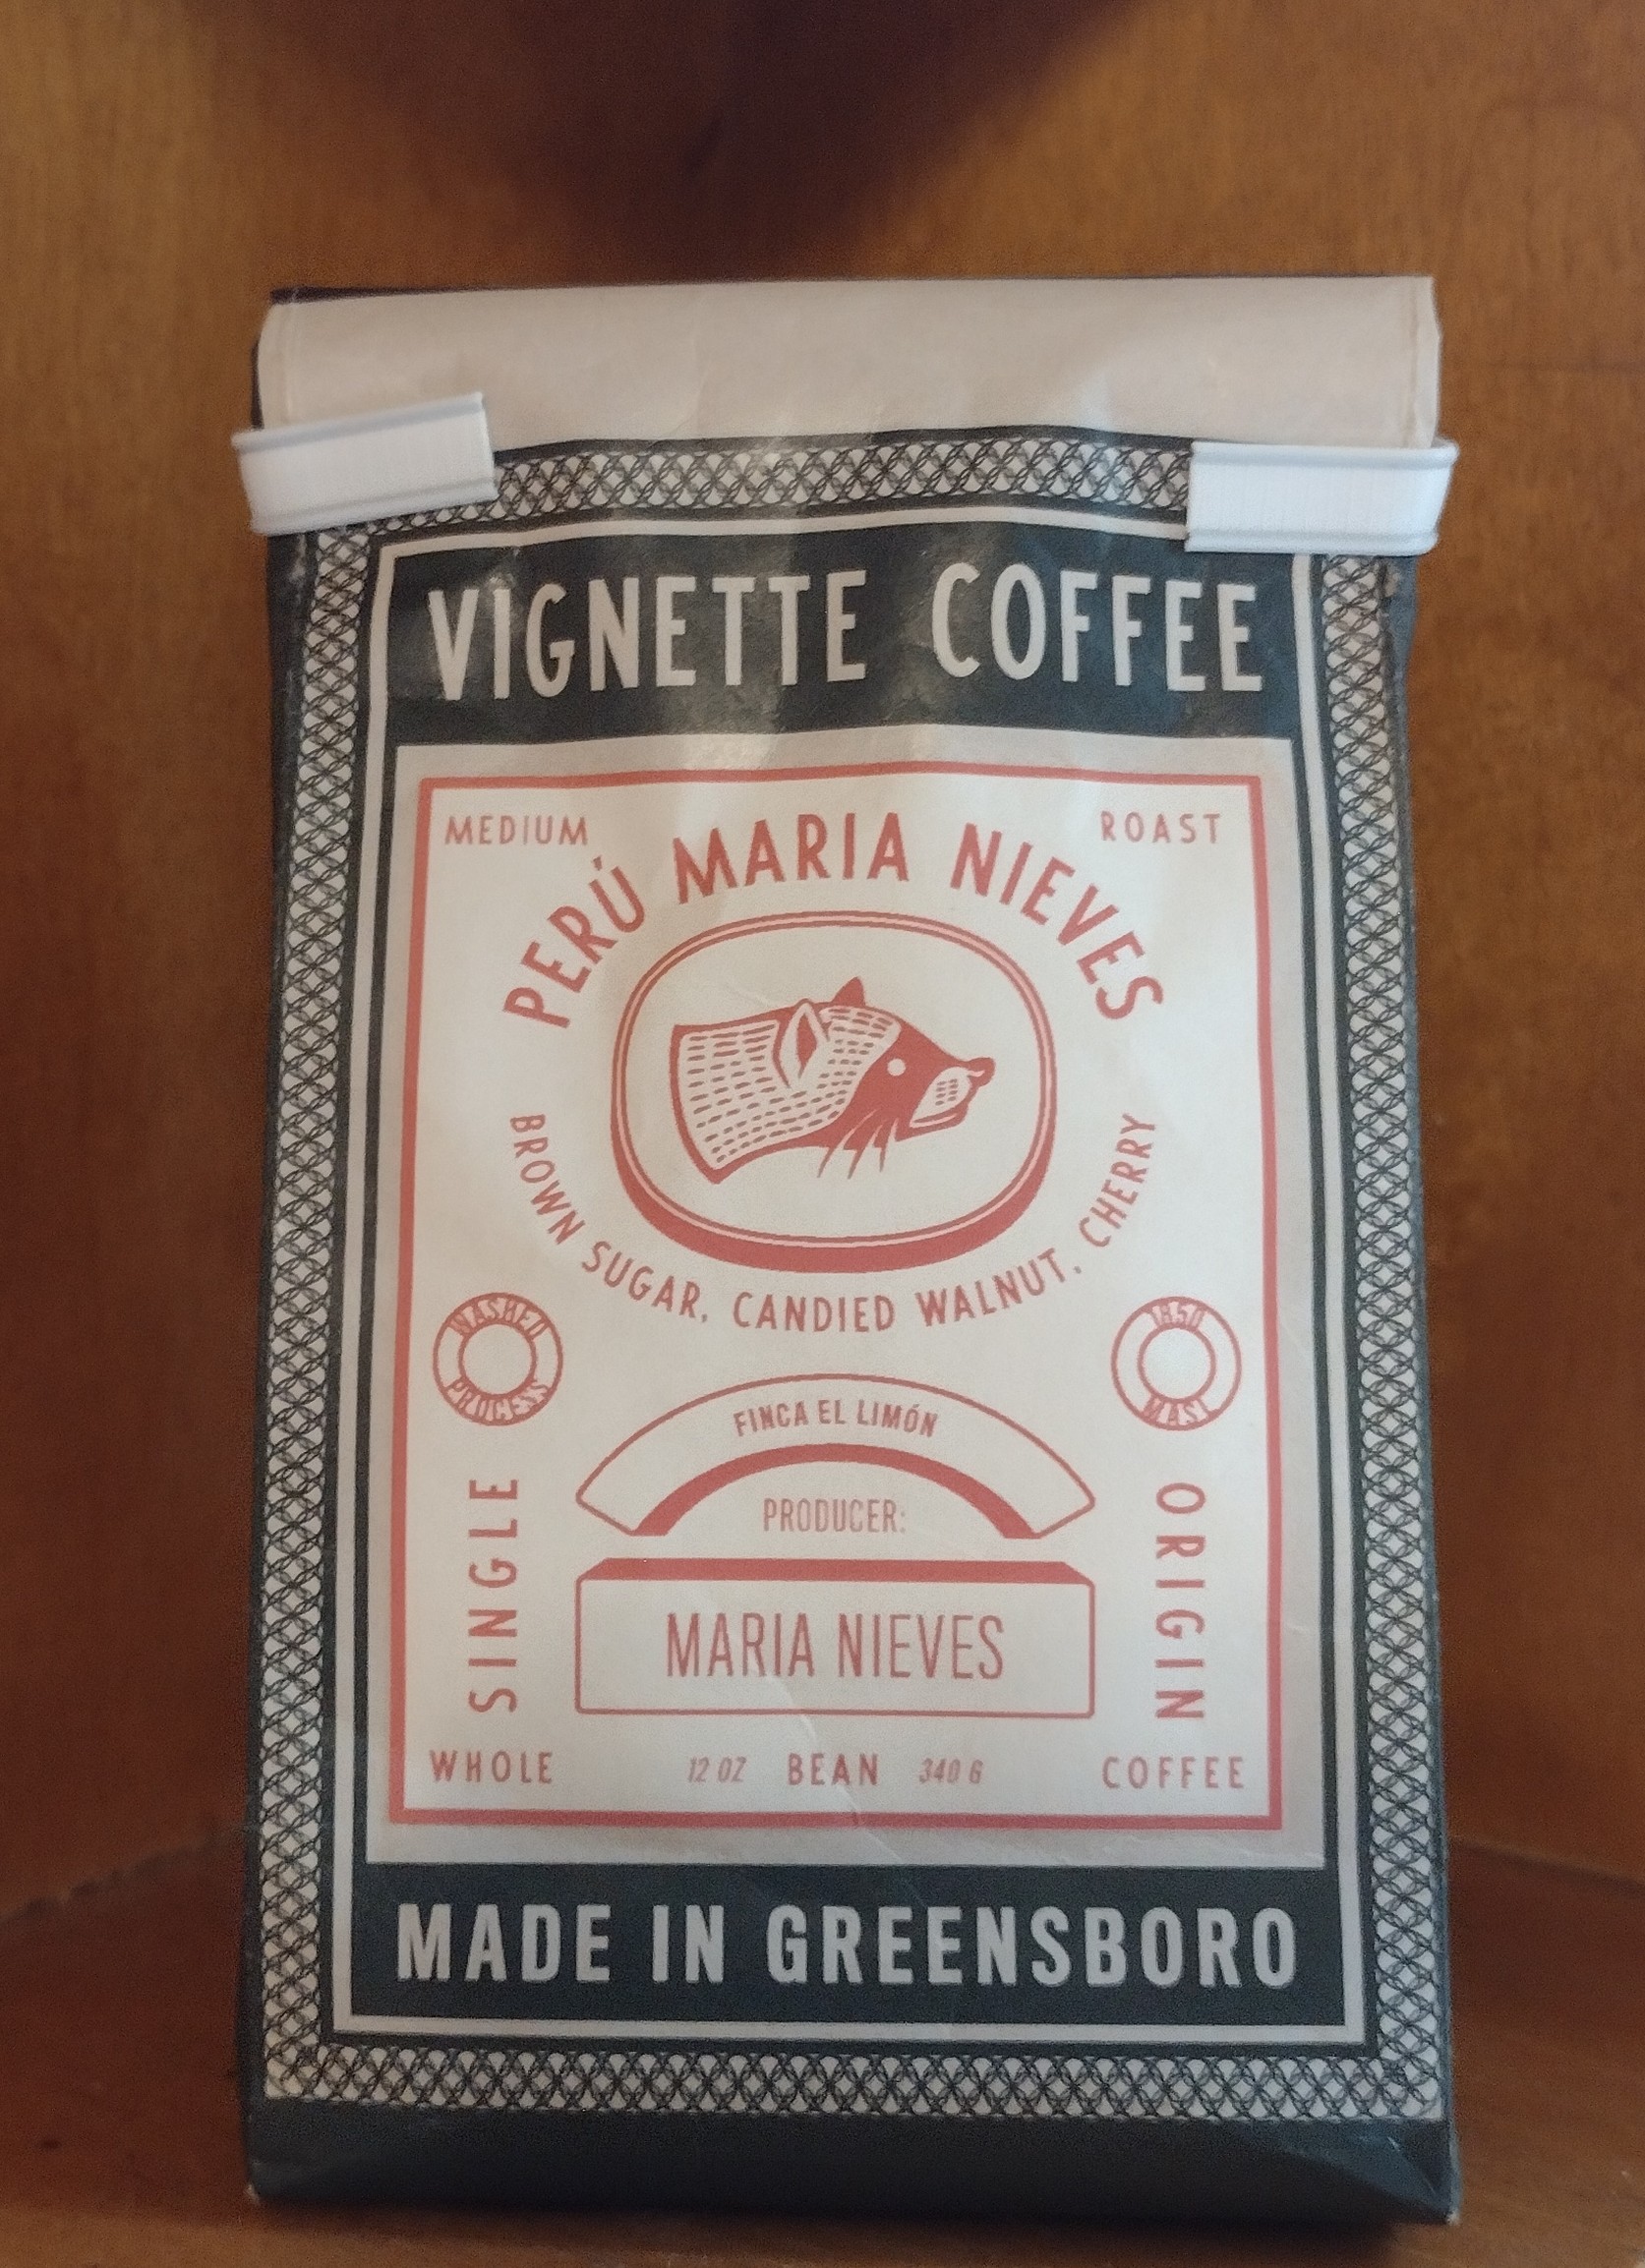 VIGNETTE COFFEE
MEDIUM ROAST
PERÚ MARIA NIEVES
BROWN SUGAR, CANDIED WALNUT, CHERRY
WASHED PROCESS
1850 MASL
FINCA EL LIMÓN
PRODUCER:
MARIA NIEVES
SINGLE ORIGIN
WHOLE 12 OZ BEAN 340 G COFFEE
MADE IN GREENSBORO